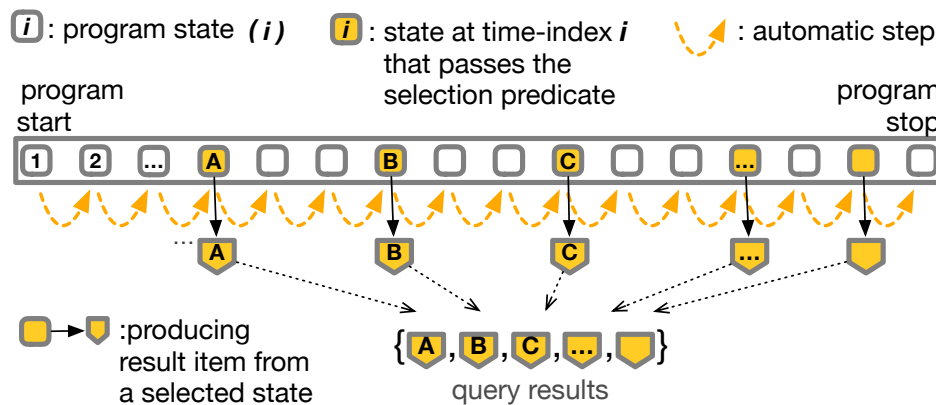 i : program state (i)
i : state at time-index i
that passes the
selection predicate
: automatic step
program
start
program
stop
1 2 ... A B C ...
... A B C ...
:producing
result item from
a selected state
{ A , B , C , ... , }
query results